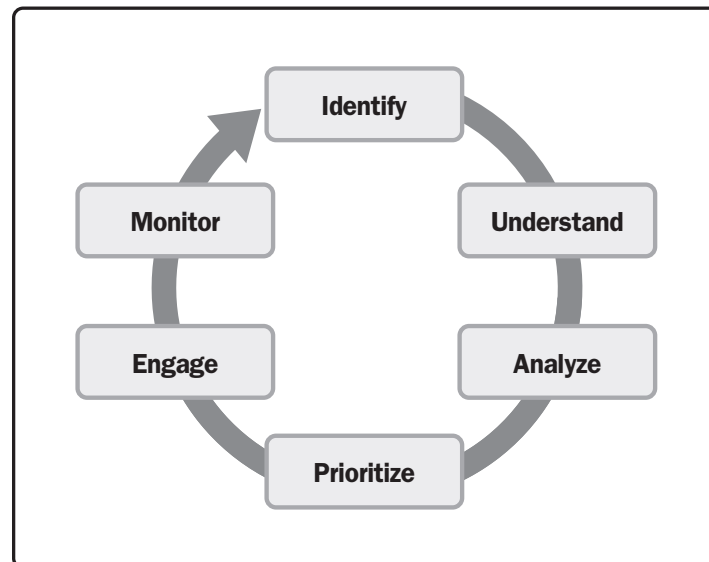 Identify
Understand
Analyze
Prioritize
Engage
Monitor